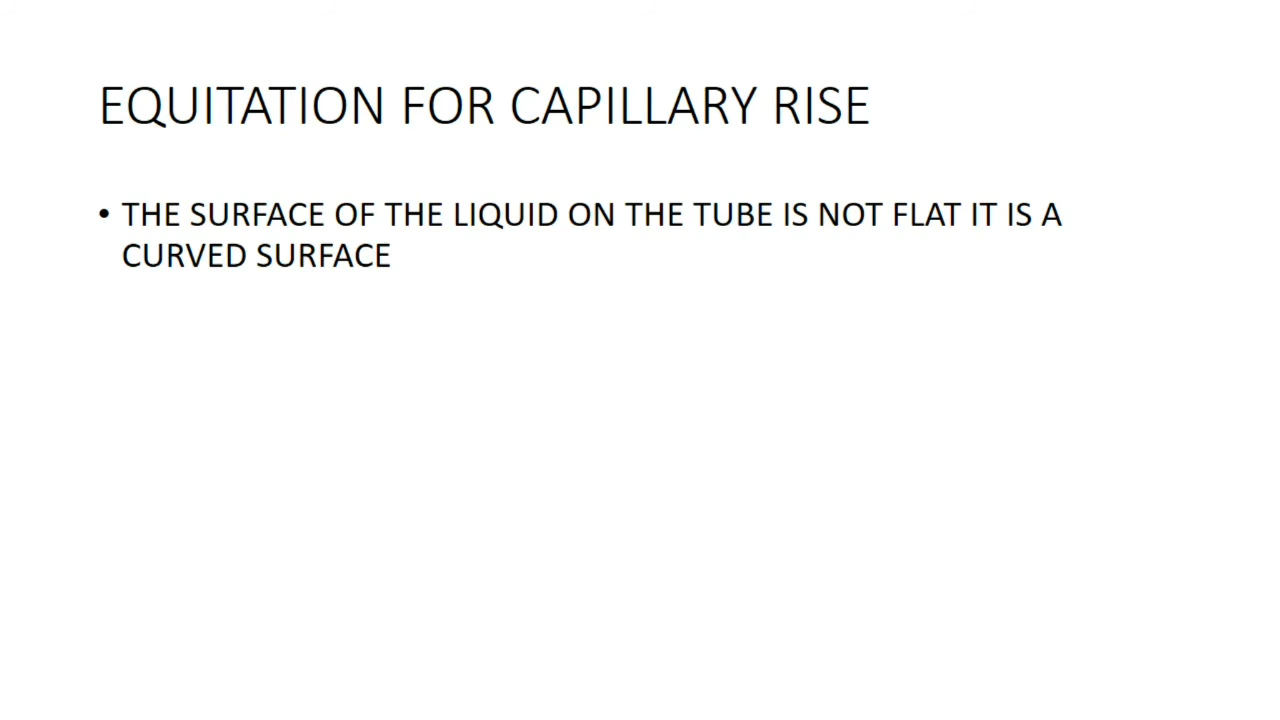 EQUITATION FOR CAPILLARY RISE
• THE SURFACE OF THE LIQUID ON THE TUBE IS NOT FLAT IT IS A
CURVED SURFACE